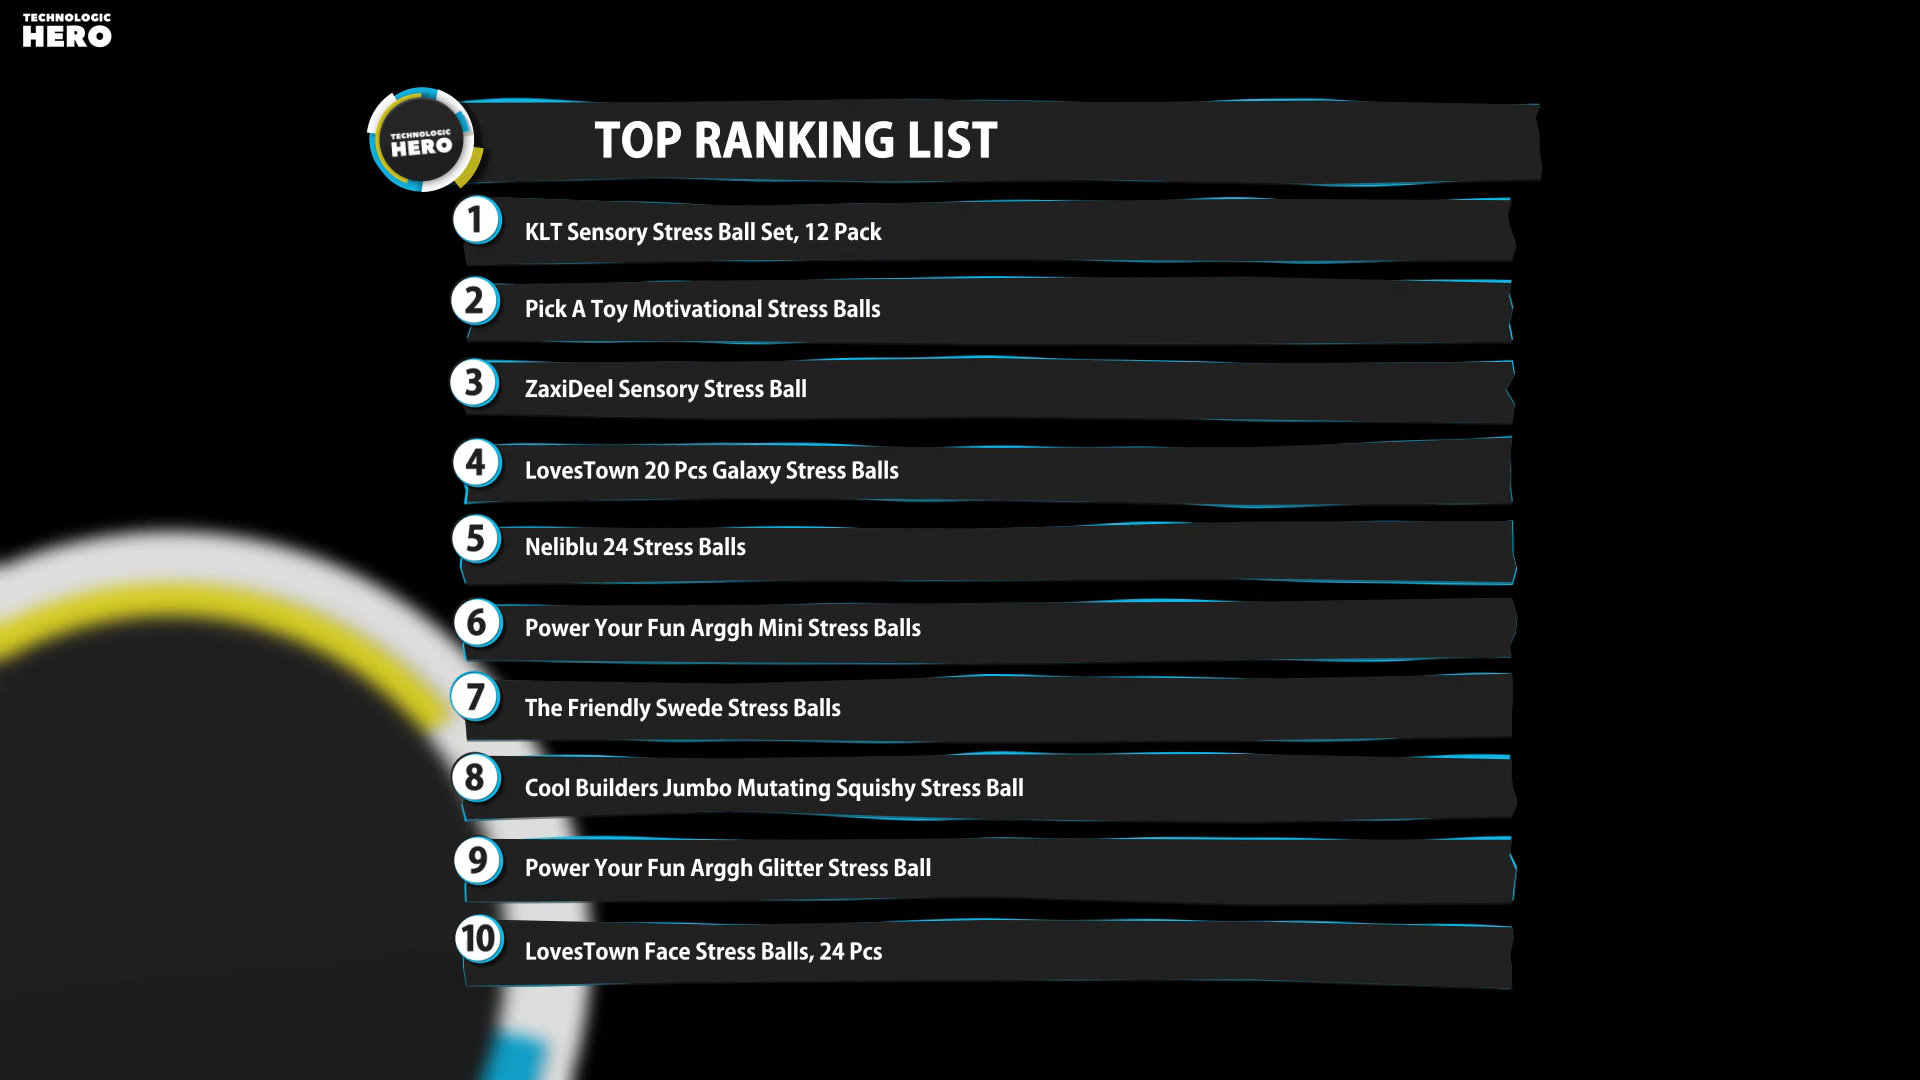 TECHNOLOGIC
HERO
TECHNOLOGIC
HERO
TOP RANKING LIST
1 KLT Sensory Stress Ball Set, 12 Pack
2 Pick A Toy Motivational Stress Balls
3 ZaxiDeel Sensory Stress Ball
4 LovesTown 20 Pcs Galaxy Stress Balls
5 Neliblu 24 Stress Balls
6 Power Your Fun Arggh Mini Stress Balls
7 The Friendly Swede Stress Balls
8 Cool Builders Jumbo Mutating Squishy Stress Ball
9 Power Your Fun Arggh Glitter Stress Ball
10 LovesTown Face Stress Balls, 24 Pcs